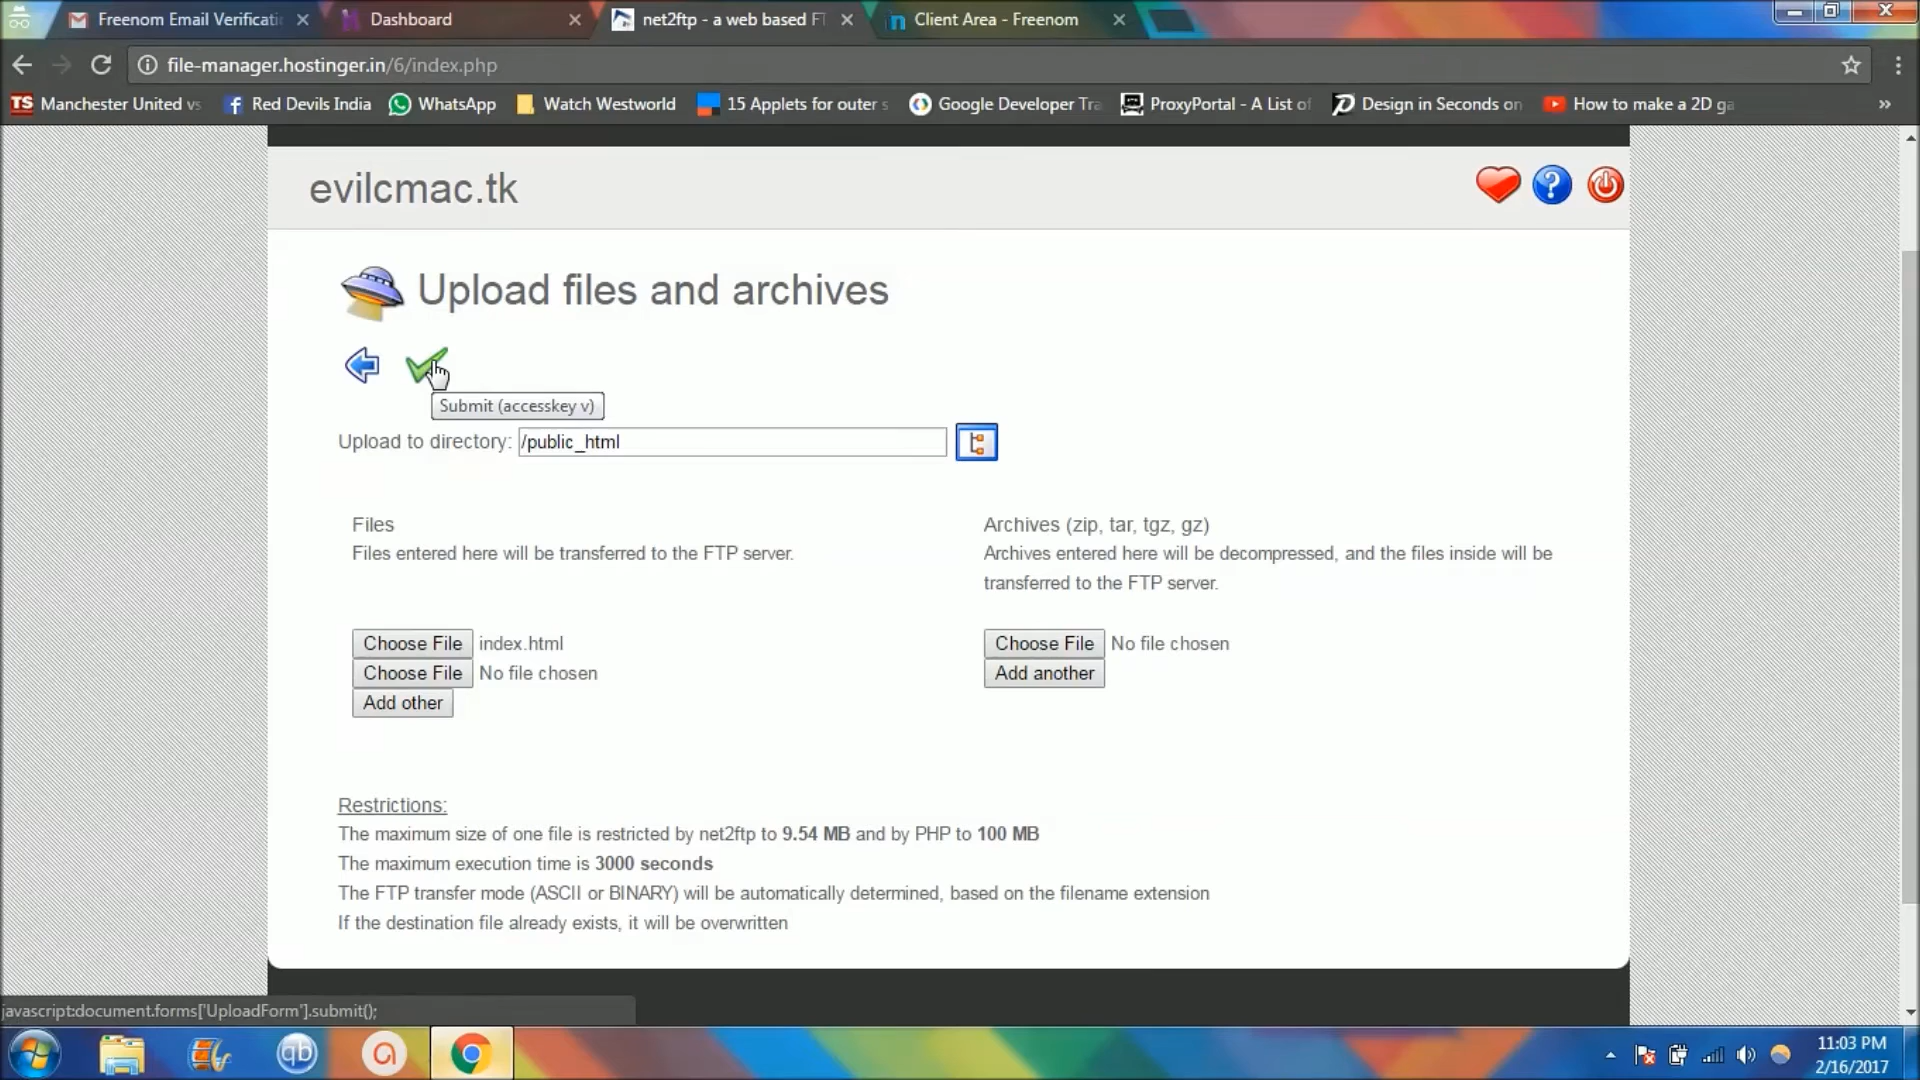 Freenom Email Verificati
Dashboard
net2ftp - a web based FT
Client Area - Freenom
file-manager.hostinger.in/6/index.php
TS Manchester United vs
Red Devils India
WhatsApp
Watch Westworld
15 Applets for outer s
Google Developer Tra
ProxyPortal - A List of
Design in Seconds on
How to make a 2D ga
»
evilcmac.tk
Upload files and archives
Submit (accesskey v)
Upload to directory: /public_html
Files
Files entered here will be transferred to the FTP server.
Archives (zip, tar, tgz, gz)
Archives entered here will be decompressed, and the files inside will be
transferred to the FTP server.
Choose File index.html
Choose File No file chosen
Add other
Choose File No file chosen
Add another
Restrictions:
The maximum size of one file is restricted by net2ftp to 9.54 MB and by PHP to 100 MB
The maximum execution time is 3000 seconds
The FTP transfer mode (ASCII or BINARY) will be automatically determined, based on the filename extension
If the destination file already exists, it will be overwritten
javascript:document.forms['UploadForm'].submit();
qb
11:03 PM
2/16/2017